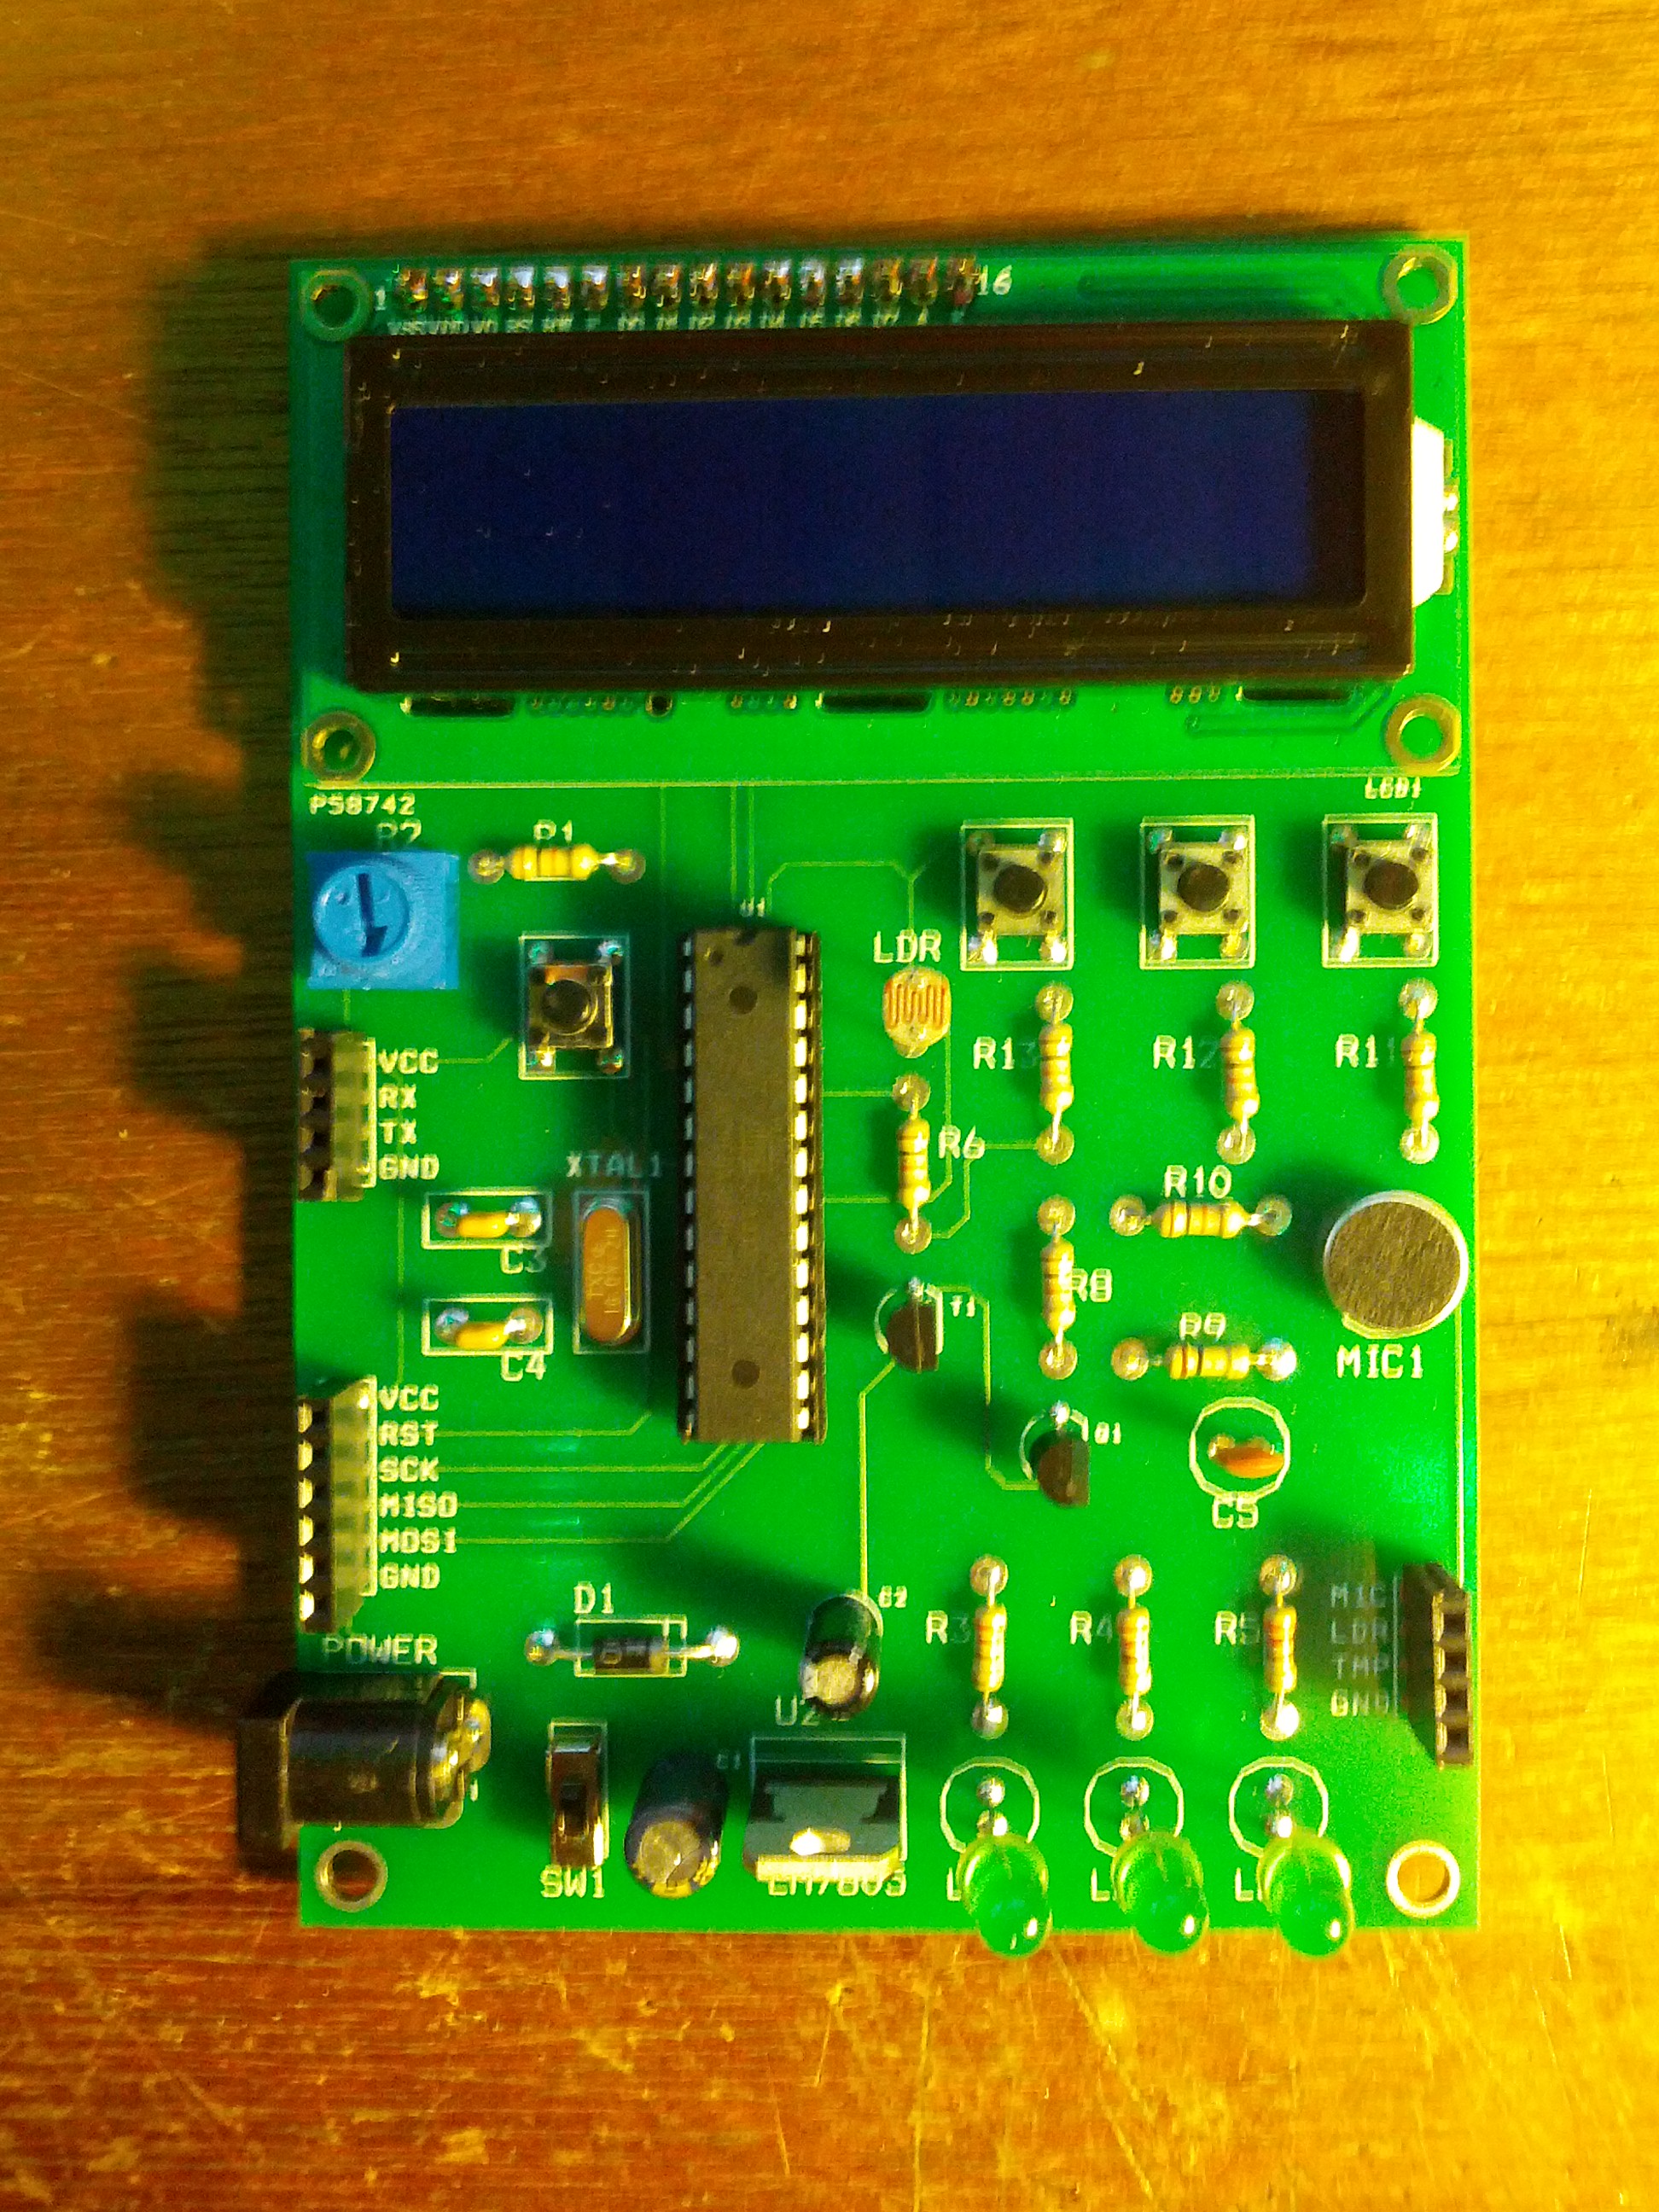 1
16
PS8742
LCD1
R1
U1
LDR
VCC
RX
TX
GND
R13
R12
R11
R6
XTAL1
R10
C3
R8
T1
R9
MIC1
C4
VCC
RST
SCK
MISO
MOSI
GND
Q1
C5
D1
C2
R3
R4
R5
MIC
LDR
TMP
GND
POWER
U2
C1
SW1
LM7805